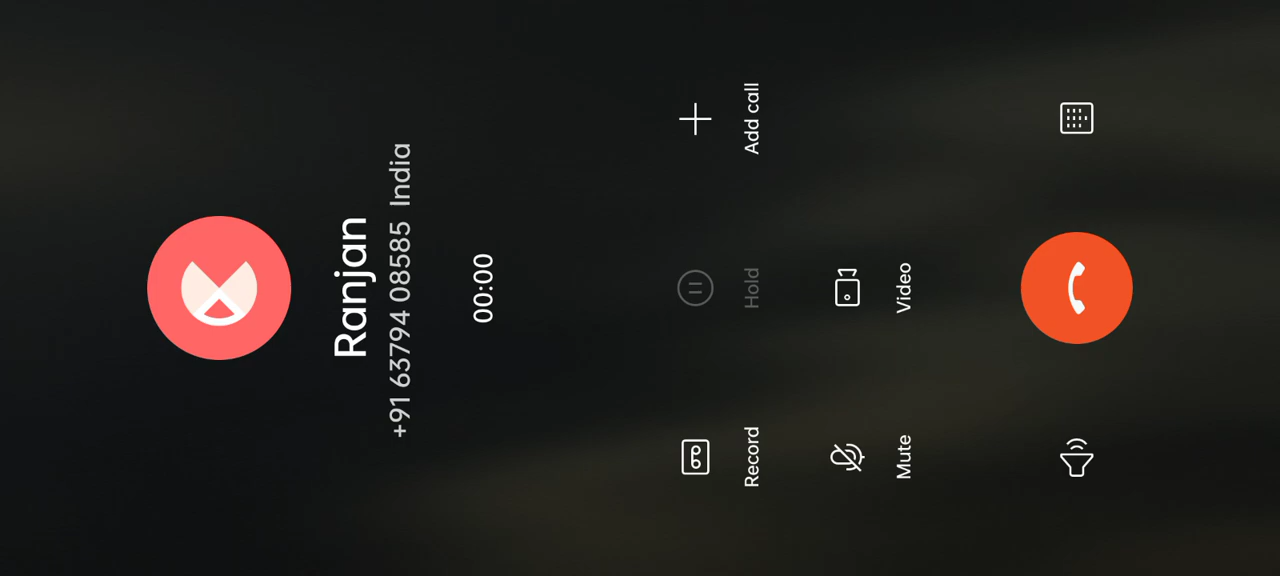 Ranjan
+91 63794 08585 India
00:00
Record
Hold
Add call
Mute
Video